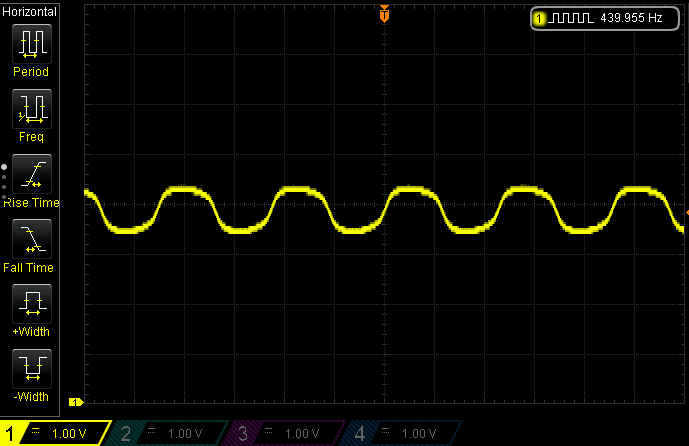 Horizontal
Period
Freq
Rise Time
Fall Time
+Width
-Width
T
1 439.955 Hz
1
1 1.00 V
2 1.00 V
3 1.00 V
4 1.00 V